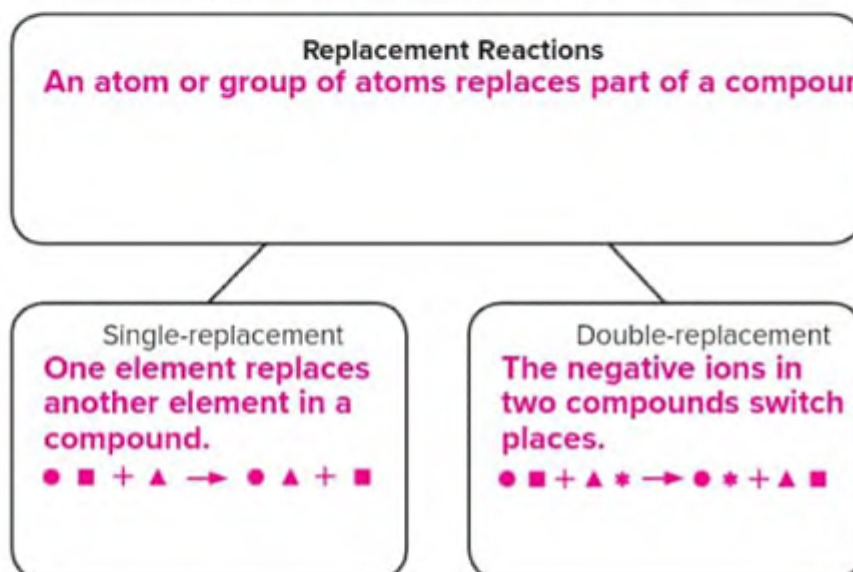 Replacement Reactions
An atom or group of atoms replaces part of a compoun
Single-replacement
One element replaces
another element in a
compound.
● ■ + ▲ → ● ▲ + ■
Double-replacement
The negative ions in
two compounds switch
places.
● ■ + ▲ * → ● * + ▲ ■